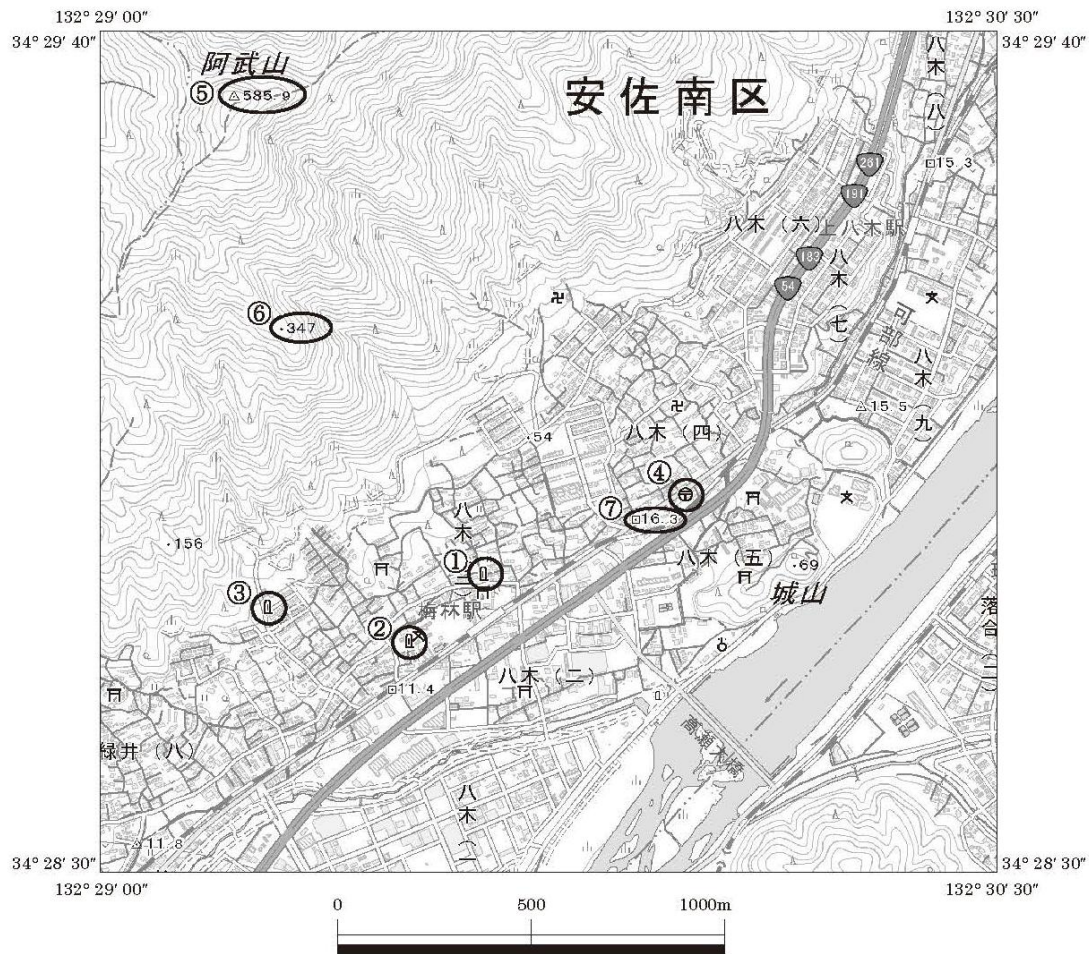 132° 29′ 00″ 132° 30′ 30″
34° 29′ 40″ 34° 29′ 40″
阿武山
⑤ 585.9
安佐南区
八木（八）
261
15.3
191
八木（六）
上八木駅
183
八木（七）
54
⑥ 347
可部線
八木（九）
15.5
54
八木（四）
④
⑦ 16.3
156
八木
①
八木（五）
69
城山
③
梅林駅
②
落合（二）
11.4
八木（二）
緑井（八）
高瀬大橋
八木（一
11.8
34° 28′ 30″ 34° 28′ 30″
132° 29′ 00″ 132° 30′ 30″
0 500 1000m